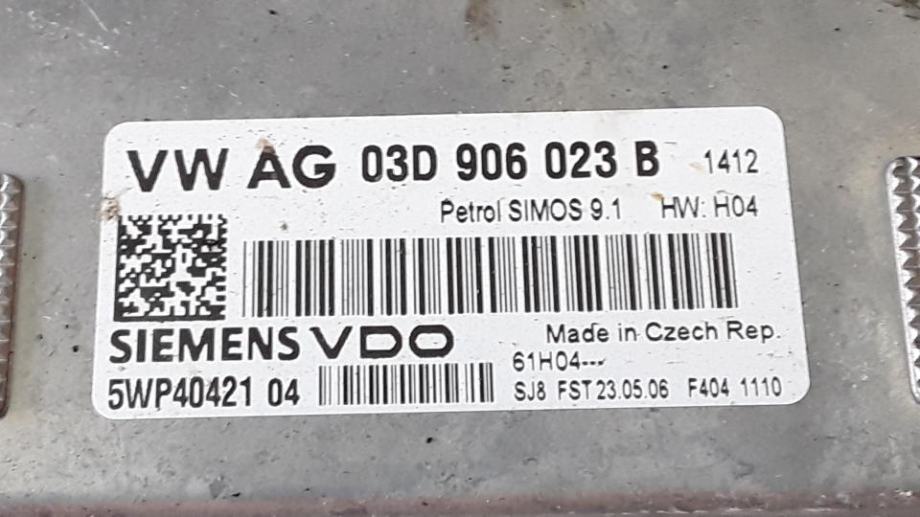 VW AG 03D 906 023 B 1412
Petrol SIMOS 9.1 HW: H04
SIEMENS VDO Made in Czech Rep.
61H04---
5WP40421 04 SJ8 FST 23.05.06 F404 1110